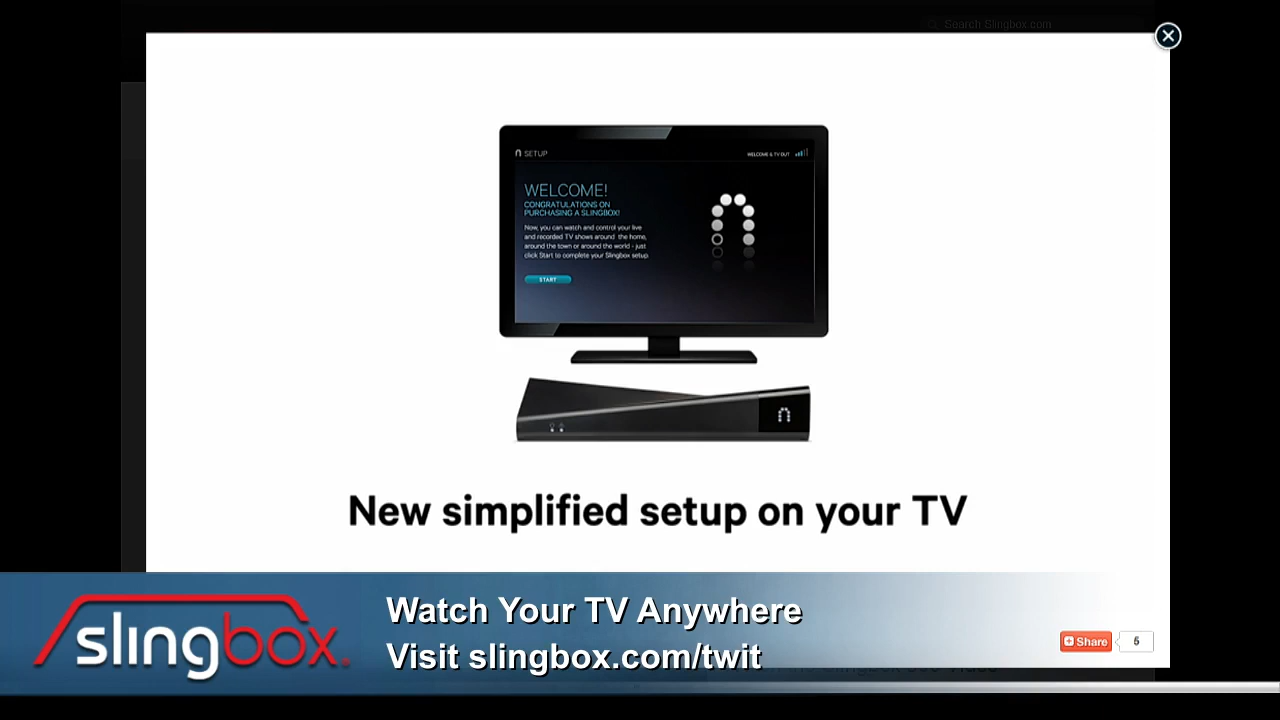 Search Slingbox.com
SETUP
WELCOME & TV OUT
WELCOME!
CONGRATULATIONS ON
PURCHASING A SLINGBOX!
Now, you can watch and control your live
and recorded TV shows around the home,
around the town or around the world - just
click Start to complete your Slingbox setup.
START
New simplified setup on your TV
slingbox.
Watch Your TV Anywhere
Visit slingbox.com/twit
Share
5